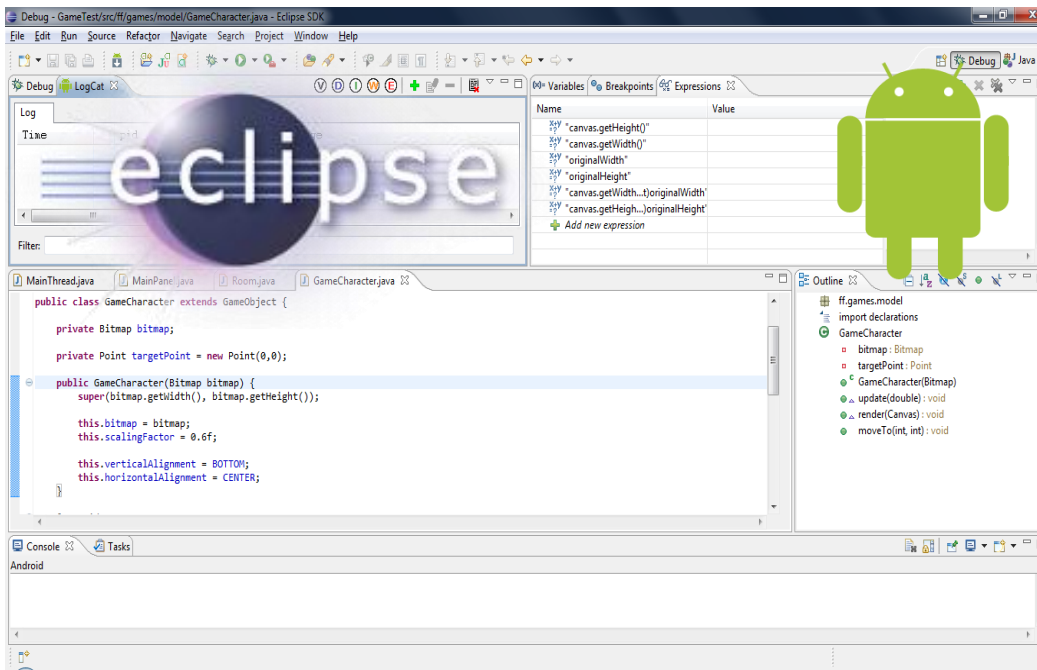 Debug - GameTest/src/ff/games/model/GameCharacter.java - Eclipse SDK
File Edit Run Source Refactor Navigate Search Project Window Help
Debug Java
Debug LogCat
Log
Time pid
eclipse
Filter:
Variables Breakpoints Expressions
Name Value
"canvas.getHeight()"
"canvas.getWidth()"
"originalWidth"
"originalHeight"
"canvas.getWidth...t)originalWidth"
"canvas.getHeigh...)originalHeight"
Add new expression
MainThread.java MainPanel.java Room.java GameCharacter.java
public class GameCharacter extends GameObject {
private Bitmap bitmap;
private Point targetPoint = new Point(0,0);
public GameCharacter(Bitmap bitmap) {
super(bitmap.getWidth(), bitmap.getHeight());
this.bitmap = bitmap;
this.scalingFactor = 0.6f;
this.verticalAlignment = BOTTOM;
this.horizontalAlignment = CENTER;
}
Outline
ff.games.model
import declarations
GameCharacter
bitmap : Bitmap
targetPoint : Point
GameCharacter(Bitmap)
update(double) : void
render(Canvas) : void
moveTo(int, int) : void
Console Tasks
Android